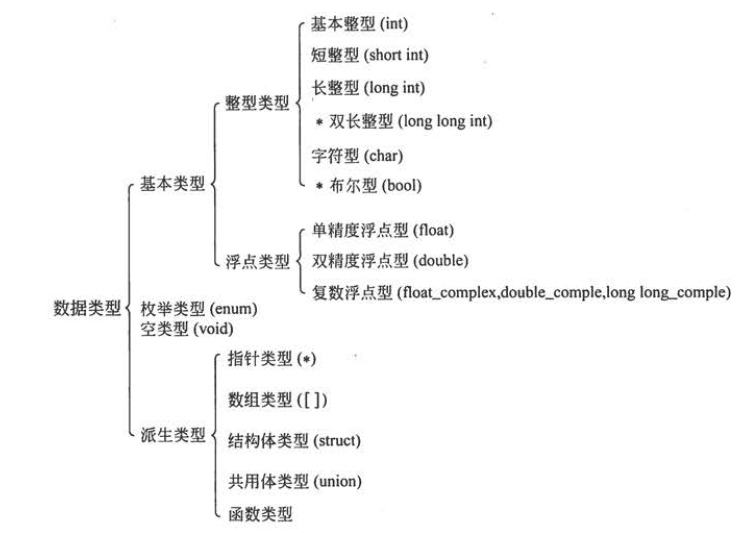 基本整型 (int)
短整型 (short int)
长整型 (long int)
整型类型
* 双长整型 (long long int)
字符型 (char)
基本类型
* 布尔型 (bool)
单精度浮点型 (float)
浮点类型
双精度浮点型 (double)
复数浮点型 (float_complex,double_comple,long long_comple)
数据类型
枚举类型 (enum)
空类型 (void)
指针类型 (*)
数组类型 ([ ])
派生类型
结构体类型 (struct)
共用体类型 (union)
函数类型